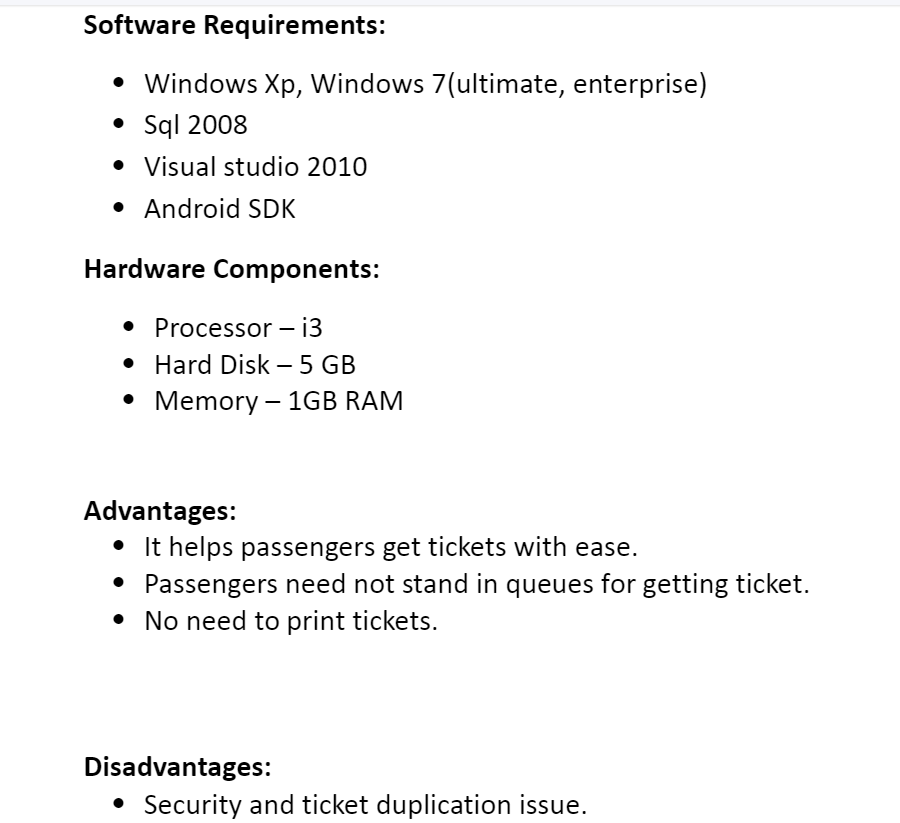 Software Requirements:
• Windows Xp, Windows 7(ultimate, enterprise)
• Sql 2008
• Visual studio 2010
• Android SDK
Hardware Components:
• Processor – i3
• Hard Disk – 5 GB
• Memory – 1GB RAM
Advantages:
• It helps passengers get tickets with ease.
• Passengers need not stand in queues for getting ticket.
• No need to print tickets.
Disadvantages:
• Security and ticket duplication issue.